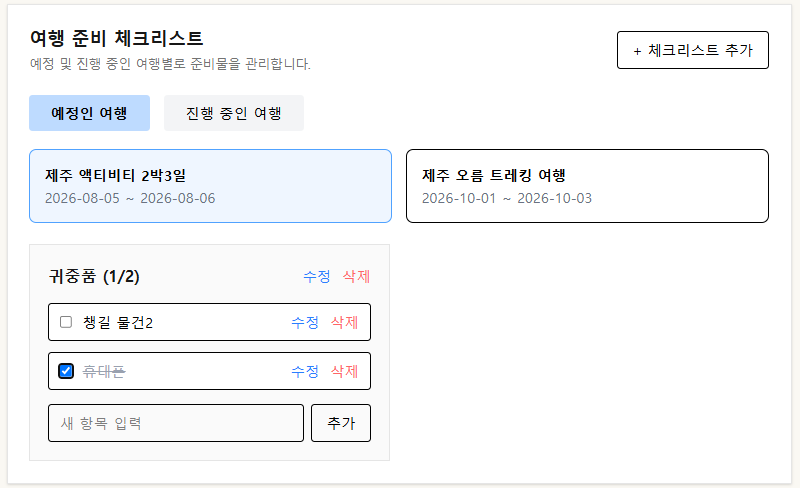 여행 준비 체크리스트
예정 및 진행 중인 여행별로 준비물을 관리합니다.
+ 체크리스트 추가
예정인 여행
진행 중인 여행
제주 액티비티 2박3일
2026-08-05 ~ 2026-08-06
제주 오름 트레킹 여행
2026-10-01 ~ 2026-10-03
귀중품 (1/2) 수정 삭제
챙길 물건2 수정 삭제
휴대폰 수정 삭제
새 항목 입력 추가